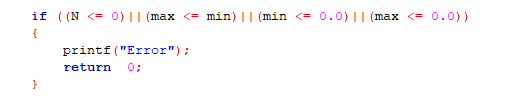 if ((N <= 0)||(max <= min)||(min <= 0.0)||(max <= 0.0))
{
printf("Error");
return 0;
}